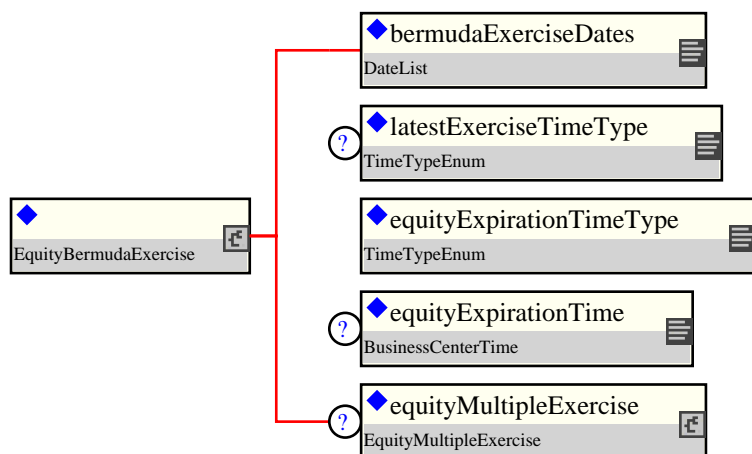 bermudaExerciseDates
DateList
?
latestExerciseTimeType
TimeTypeEnum
EquityBermudaExercise
equityExpirationTimeType
TimeTypeEnum
?
equityExpirationTime
BusinessCenterTime
?
equityMultipleExercise
EquityMultipleExercise